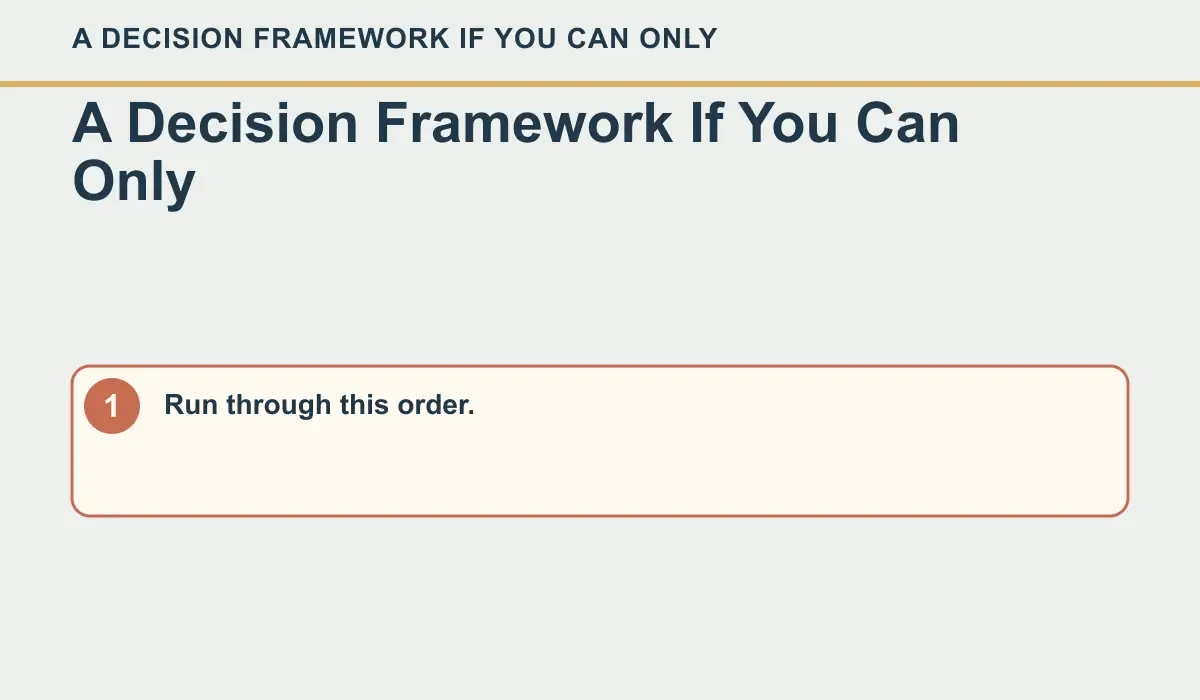 A DECISION FRAMEWORK IF YOU CAN ONLY
A Decision Framework If You Can
Only
1 Run through this order.